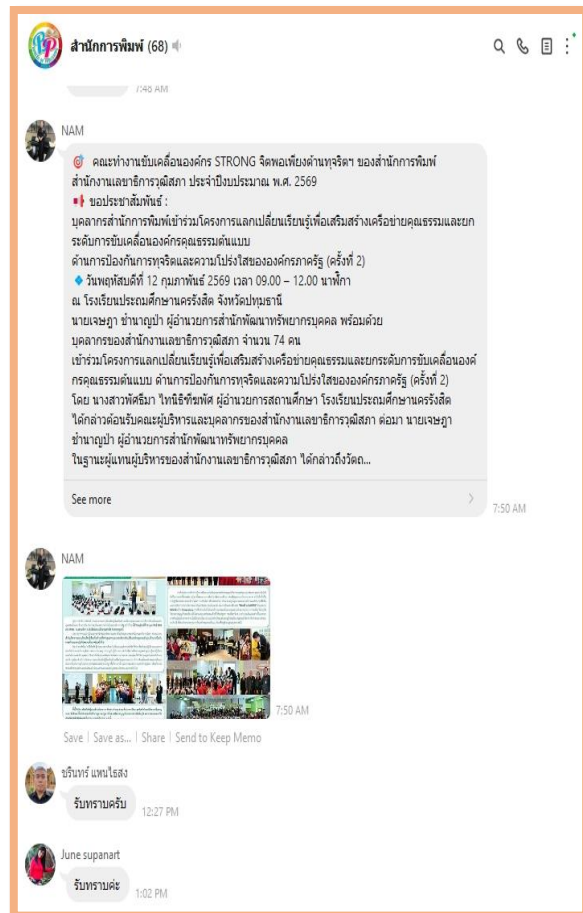 สำนักการพิมพ์ (68)
7:48 AM
NAM
🎯 คณะทำงานขับเคลื่อนองค์กร STRONG จิตพอเพียงต้านทุจริตฯ ของสำนักการพิมพ์
สำนักงานเลขาธิการวุฒิสภา ประจำปีงบประมาณ พ.ศ. 2569
📢 ขอประชาสัมพันธ์ :
บุคลากรสำนักการพิมพ์เข้าร่วมโครงการแลกเปลี่ยนเรียนรู้เพื่อเสริมสร้างเครือข่ายคุณธรรมและยก
ระดับการขับเคลื่อนองค์กรคุณธรรมต้นแบบ
ด้านการป้องกันการทุจริตและความโปร่งใสขององค์กรภาครัฐ (ครั้งที่ 2)
💠 วันพฤหัสบดีที่ 12 กุมภาพันธ์ 2569 เวลา 09.00 – 12.00 นาฬิกา
ณ โรงเรียนประถมศึกษานครรังสิต จังหวัดปทุมธานี
นายเจษฎา ชำนาญป่า ผู้อำนวยการสำนักพัฒนาทรัพยากรบุคคล พร้อมด้วย
บุคลากรของสำนักงานเลขาธิการวุฒิสภา จำนวน 74 คน
เข้าร่วมโครงการแลกเปลี่ยนเรียนรู้เพื่อเสริมสร้างเครือข่ายคุณธรรมและยกระดับการขับเคลื่อนองค์
กรคุณธรรมต้นแบบ ด้านการป้องกันการทุจริตและความโปร่งใสขององค์กรภาครัฐ (ครั้งที่ 2)
โดย นางสาวพัศธิมา ผู้อำนวยการสถานศึกษา โรงเรียนประถมศึกษานครรังสิต
ได้กล่าวต้อนรับคณะผู้บริหารและบุคลากรของสำนักงานเลขาธิการวุฒิสภา ต่อมา นายเจษฎา
ชำนาญป่า ผู้อำนวยการสำนักพัฒนาทรัพยากรบุคคล
ในฐานะผู้แทนผู้บริหารของสำนักงานเลขาธิการวุฒิสภา ได้กล่าวถึงวัตถ...
See more
7:50 AM
NAM
7:50 AM
Save | Save as... | Share | Send to Keep Memo
ขรินทร์ แพนไธสง
รับทราบครับ
12:27 PM
June supanart
รับทราบค่ะ
1:02 PM